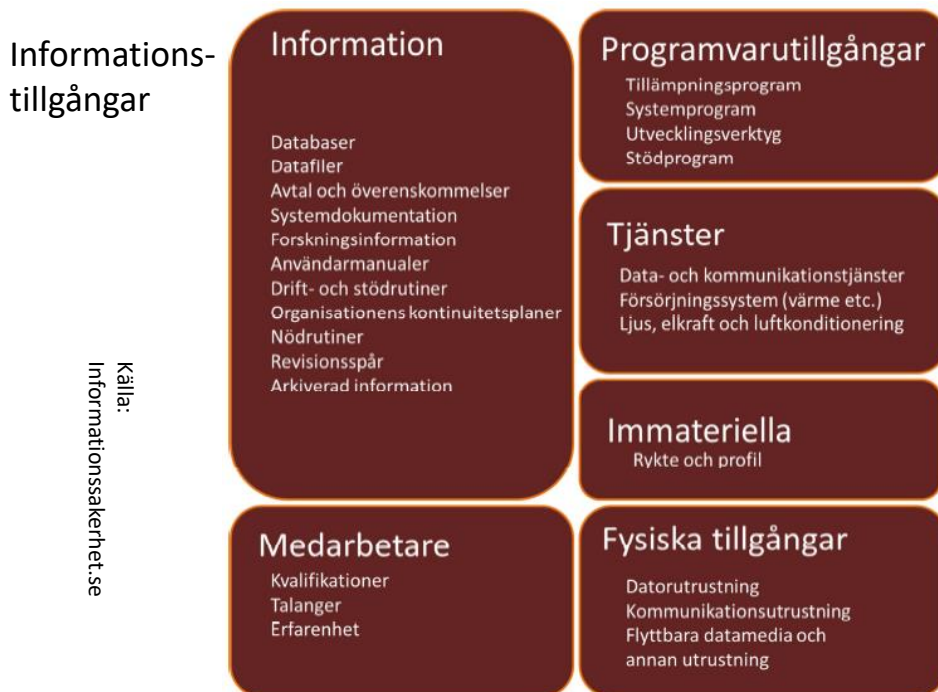 Informations-
tillgångar
Information
Databaser
Datafiler
Avtal och överenskommelser
Systemdokumentation
Forskningsinformation
Användarmanualer
Drift- och stödrutiner
Organisationens kontinuitetsplaner
Nödrutiner
Revisionsspår
Arkiverad information
Programvarutillgångar
Tillämpningsprogram
Systemprogram
Utvecklingsverktyg
Stödprogram
Tjänster
Data- och kommunikationstjänster
Försörjningssystem (värme etc.)
Ljus, elkraft och luftkonditionering
Immateriella
Rykte och profil
Medarbetare
Kvalifikationer
Talanger
Erfarenhet
Fysiska tillgångar
Datorutrustning
Kommunikationsutrustning
Flyttbara datamedia och
annan utrustning
Källa:
Informationssakerhet.se